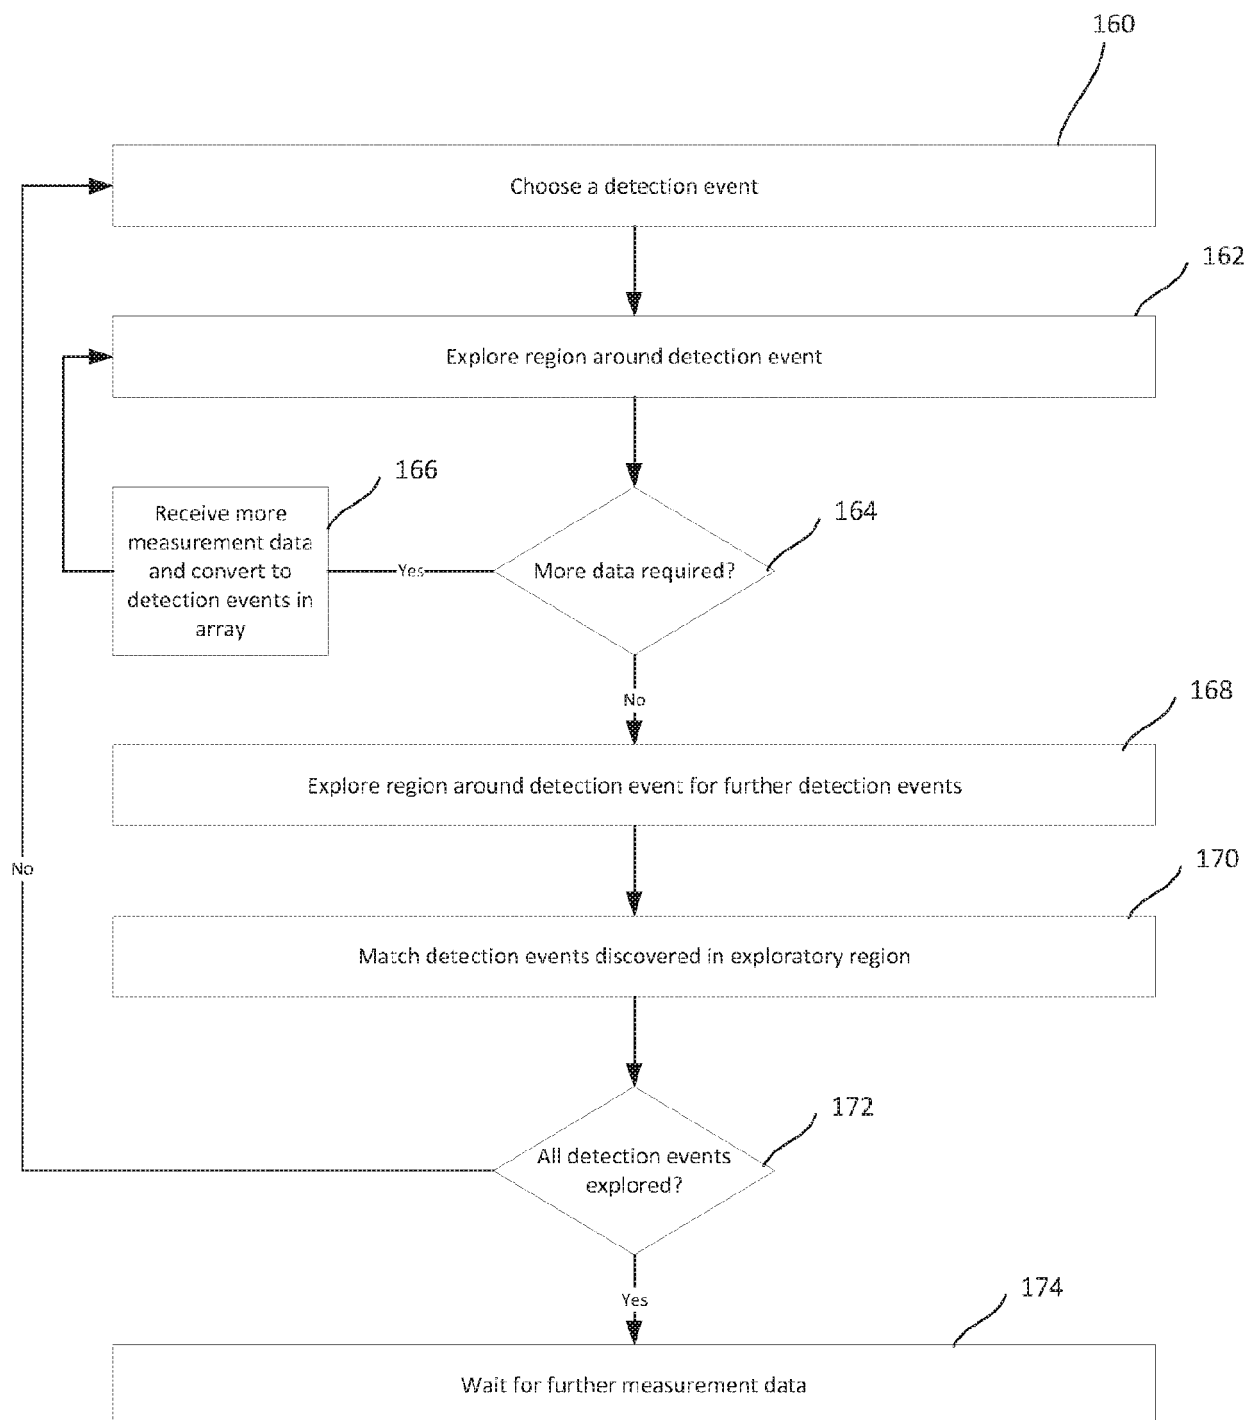 160
Choose a detection event
162
Explore region around detection event
166
Receive more
measurement data
and convert to
detection events in
array
Yes
More data required?
164
No
168
Explore region around detection event for further detection events
No
170
Match detection events discovered in exploratory region
172
All detection events
explored?
Yes
174
Wait for further measurement data